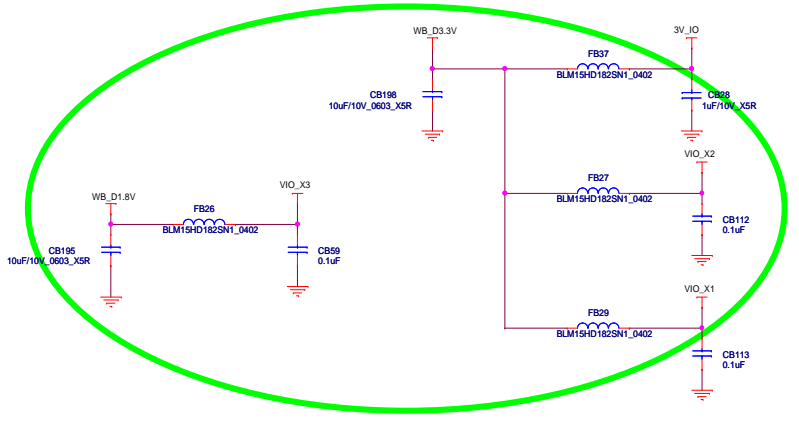 WB_D3.3V
3V_IO
FB37
BLM15HD182SN1_0402
CB198
10uF/10V_0603_X5R
CB28
1uF/10V_X5R
VIO_X2
FB27
BLM15HD182SN1_0402
CB112
0.1uF
WB_D1.8V
VIO_X3
FB26
BLM15HD182SN1_0402
CB195
10uF/10V_0603_X5R
CB59
0.1uF
VIO_X1
FB29
BLM15HD182SN1_0402
CB113
0.1uF